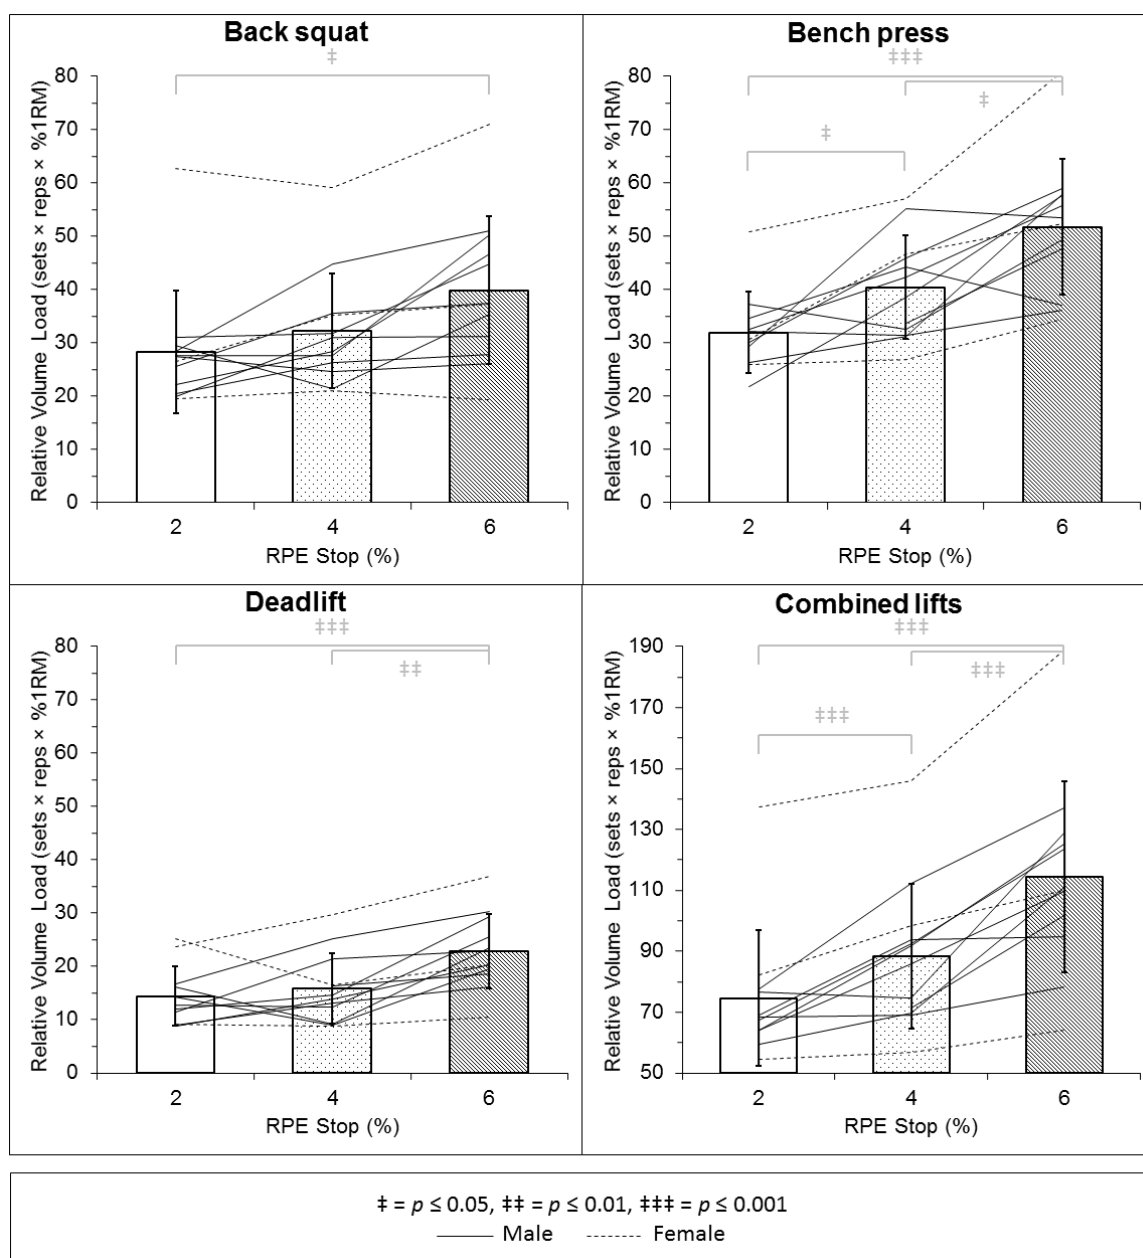 Back squat
‡
80
70
60
50
40
30
20
10
0
Relative Volume Load (sets × reps × %1RM)
2 4 6
RPE Stop (%)
Bench press
‡‡‡
‡
‡
80
70
60
50
40
30
20
10
0
Relative Volume Load (sets × reps × %1RM)
2 4 6
RPE Stop (%)
Deadlift
‡‡‡
‡‡
80
70
60
50
40
30
20
10
0
Relative Volume Load (sets × reps × %1RM)
2 4 6
RPE Stop (%)
Combined lifts
‡‡‡
‡‡‡
‡‡‡
190
170
150
130
110
90
70
50
Relative Volume Load (sets × reps × %1RM)
2 4 6
RPE Stop (%)
‡ = p ≤ 0.05, ‡‡ = p ≤ 0.01, ‡‡‡ = p ≤ 0.001
Male Female